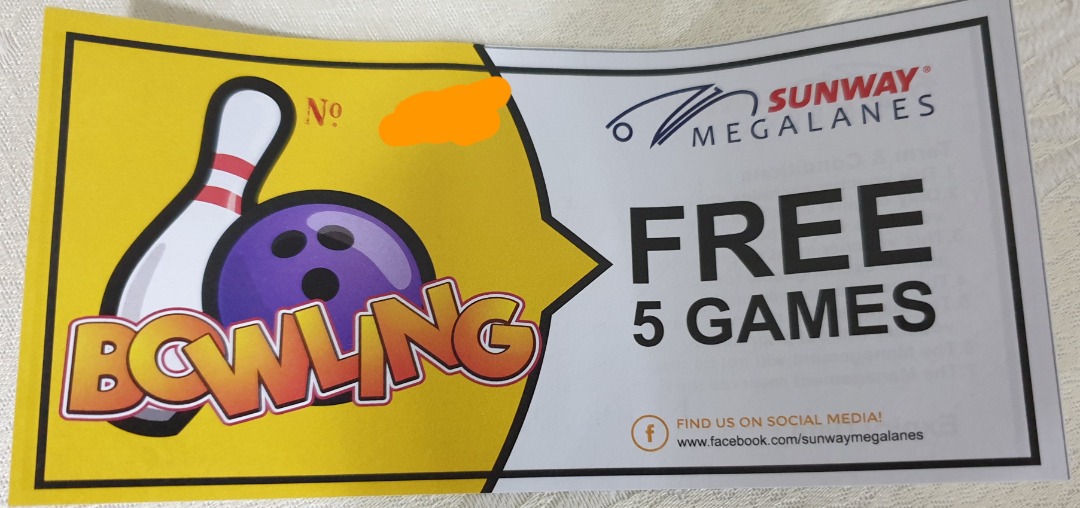 Nº
BOWLING
SUNWAY®
MEGALANES
FREE
5 GAMES
f
FIND US ON SOCIAL MEDIA!
www.facebook.com/sunwaymegalanes